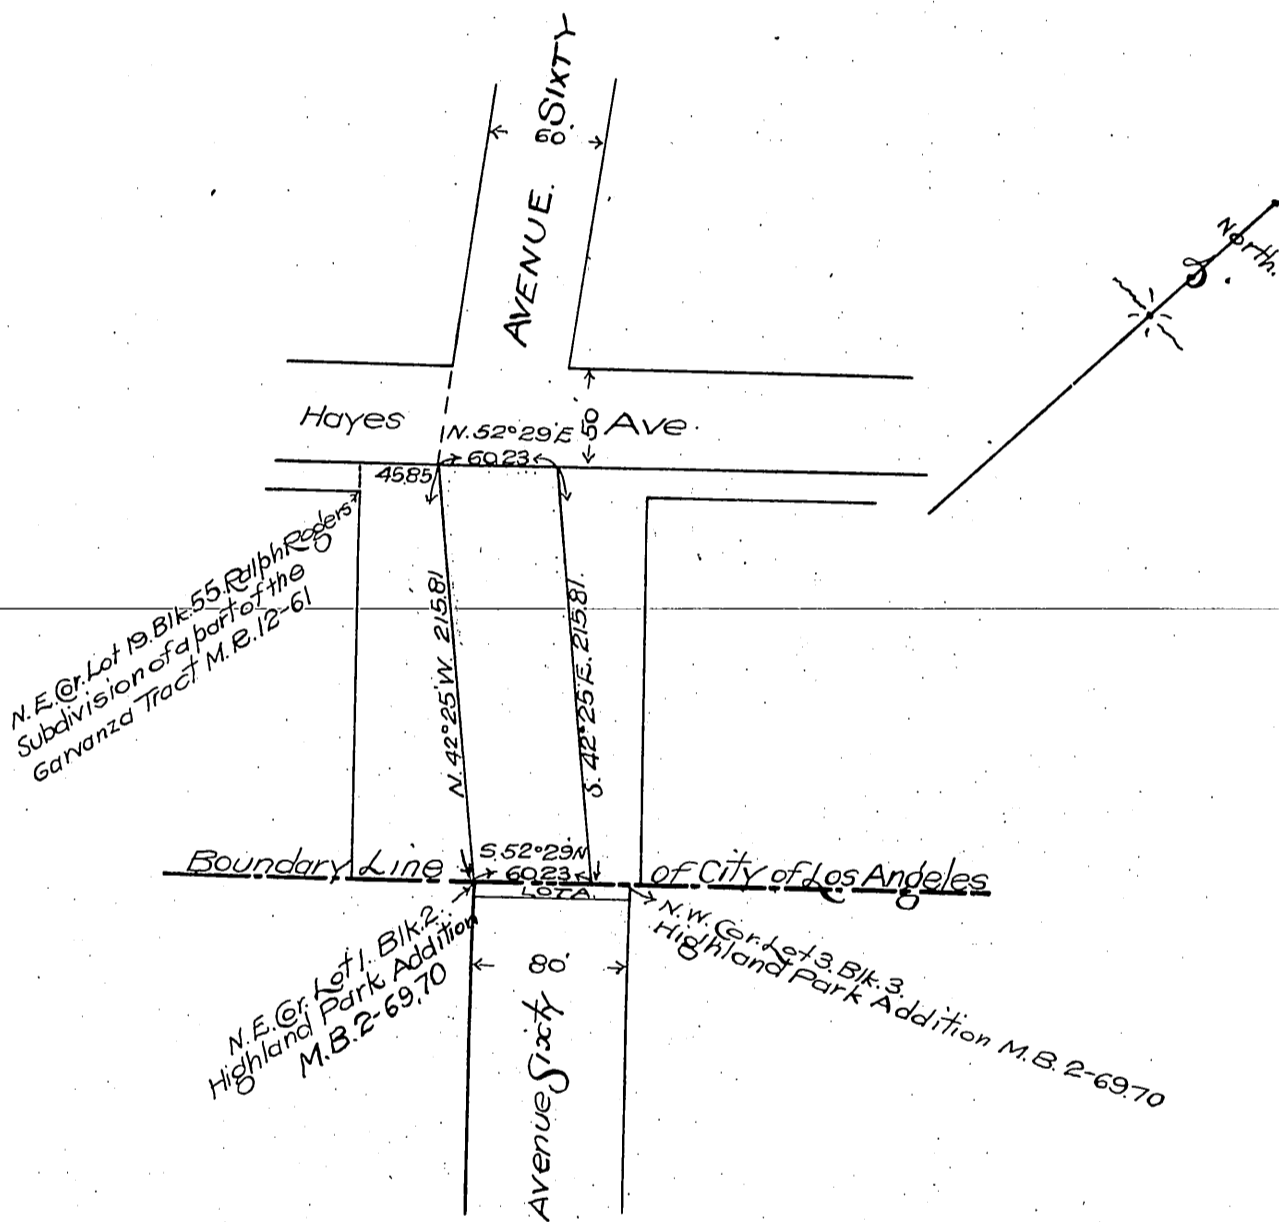 AVENUE. SIXTY
60'
North.
Hayes Ave.
50
N.52°29'E
60.23
45.85
N.E.Cor.Lot 19.Blk.55.Ralph Rogers
Subdivision of a part of the
Garvanza Tract M.R.12-61
N.42°25'W. 215.81
S.42°25'E. 215.81.
S.52°29'W
60.23
Boundary Line of City of Los Angeles
LOT A.
N.E.Cor. Lot 1. Blk.2.
Highland Park Addition
M.B.2-69.70
N.W.Cor.Lot 3.Blk.3.
Highland Park Addition M.B. 2-69.70
80'
Avenue Sixty